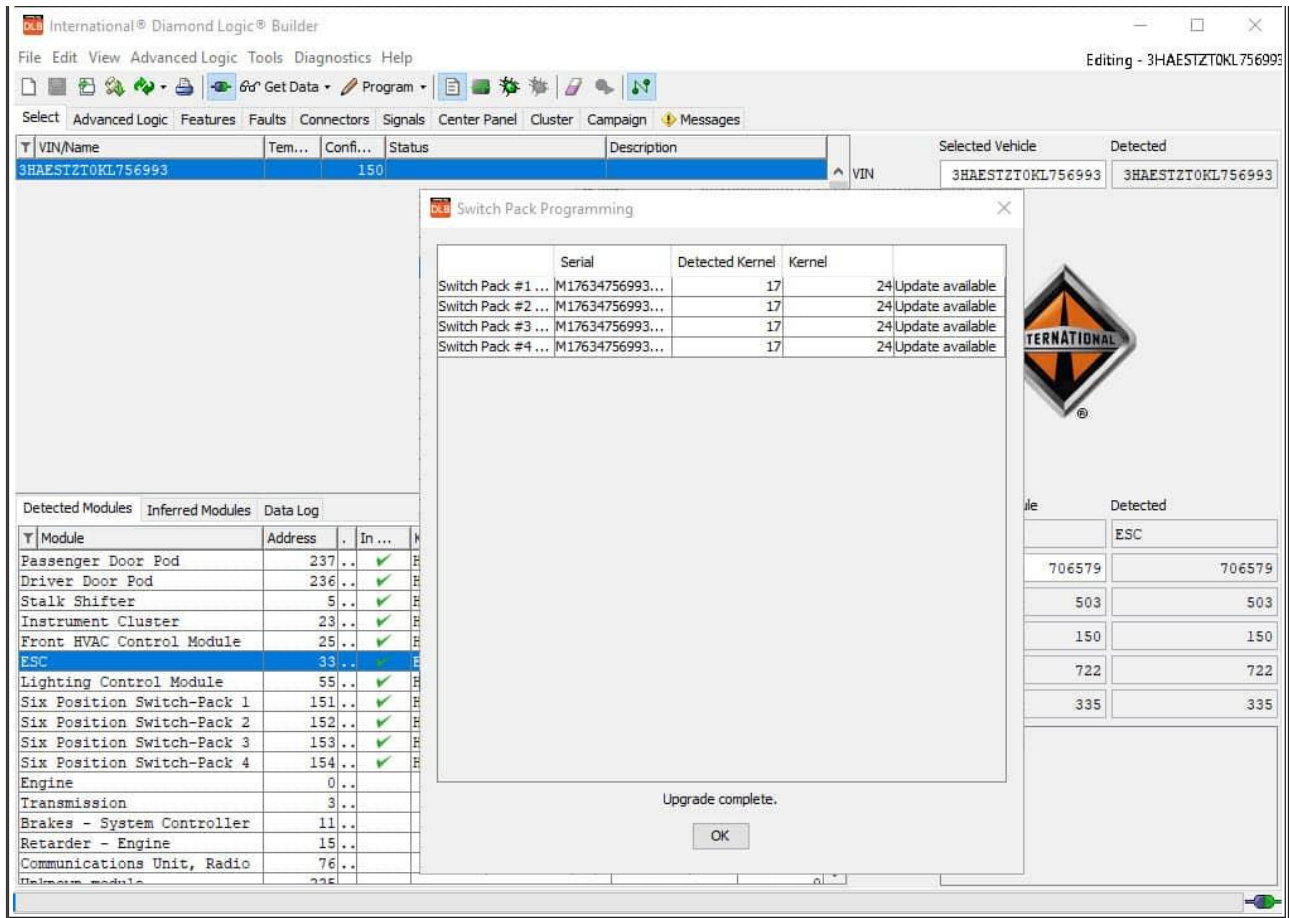 DLB International® Diamond Logic® Builder
File Edit View Advanced Logic Tools Diagnostics Help
Editing - 3HAESTZT0KL756993
Get Data Program
Select Advanced Logic Features Faults Connectors Signals Center Panel Cluster Campaign Messages
VIN/Name Tem... Confi... Status Description
3HAESTZT0KL756993 150
Selected Vehicle Detected
VIN 3HAESTZT0KL756993 3HAESTZT0KL756993
DLB Switch Pack Programming
Serial Detected Kernel Kernel
Switch Pack #1 ... M17634756993... 17 24 Update available
Switch Pack #2 ... M17634756993... 17 24 Update available
Switch Pack #3 ... M17634756993... 17 24 Update available
Switch Pack #4 ... M17634756993... 17 24 Update available
Upgrade complete.
OK
TERNATIONAL
®
Detected Modules Inferred Modules Data Log
Module Address . In ...
Passenger Door Pod 237 ..
Driver Door Pod 236 ..
Stalk Shifter 5 ..
Instrument Cluster 23 ..
Front HVAC Control Module 25 ..
ESC 33 ..
Lighting Control Module 55 ..
Six Position Switch-Pack 1 151 ..
Six Position Switch-Pack 2 152 ..
Six Position Switch-Pack 3 153 ..
Six Position Switch-Pack 4 154 ..
Engine 0 ..
Transmission 3 ..
Brakes - System Controller 11 ..
Retarder - Engine 15 ..
Communications Unit, Radio 76 ..
Detected
ESC
706579 706579
503 503
150 150
722 722
335 335